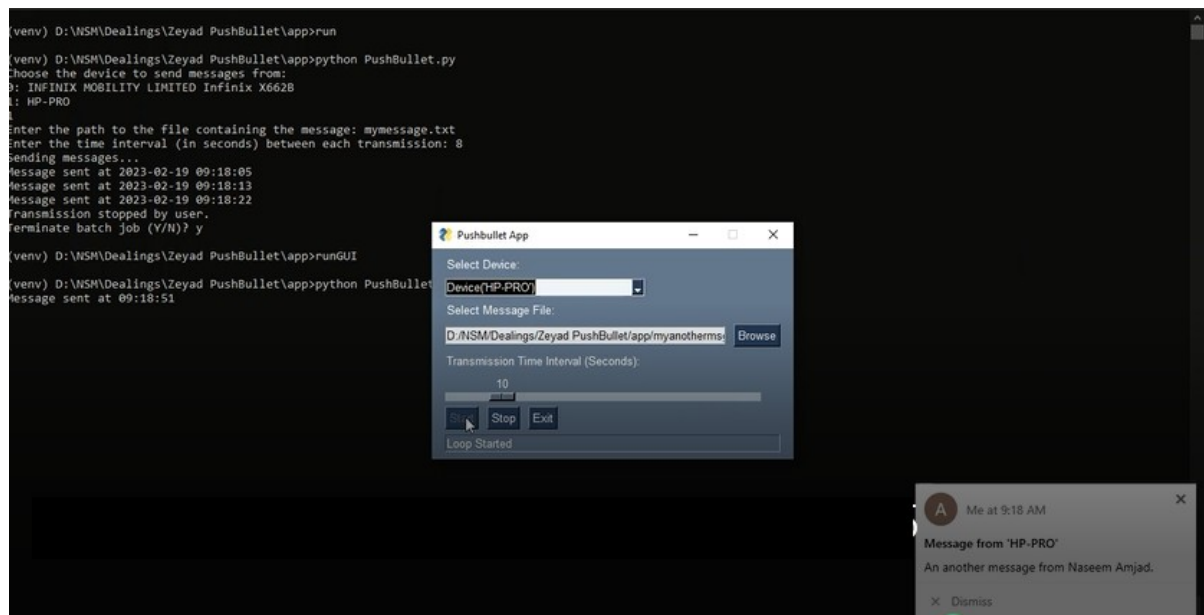 (venv) D:\NSM\Dealings\Zeyad PushBullet\app>run
(venv) D:\NSM\Dealings\Zeyad PushBullet\app>python PushBullet.py
Choose the device to send messages from:
0: INFINIX MOBILITY LIMITED Infinix X662B
1: HP-PRO
1
Enter the path to the file containing the message: mymessage.txt
Enter the time interval (in seconds) between each transmission: 8
Sending messages...
Message sent at 2023-02-19 09:18:05
Message sent at 2023-02-19 09:18:13
Message sent at 2023-02-19 09:18:22
Transmission stopped by user.
Terminate batch job (Y/N)? y
(venv) D:\NSM\Dealings\Zeyad PushBullet\app>runGUI
(venv) D:\NSM\Dealings\Zeyad PushBullet\app>python PushBullet
Message sent at 09:18:51
Pushbullet App
Select Device:
Device('HP-PRO')
Select Message File:
D:/NSM/Dealings/Zeyad PushBullet/app/myanotherms
Browse
Transmission Time Interval (Seconds):
10
Start Stop Exit
Loop Started
A Me at 9:18 AM
Message from 'HP-PRO'
An another message from Naseem Amjad.
Dismiss